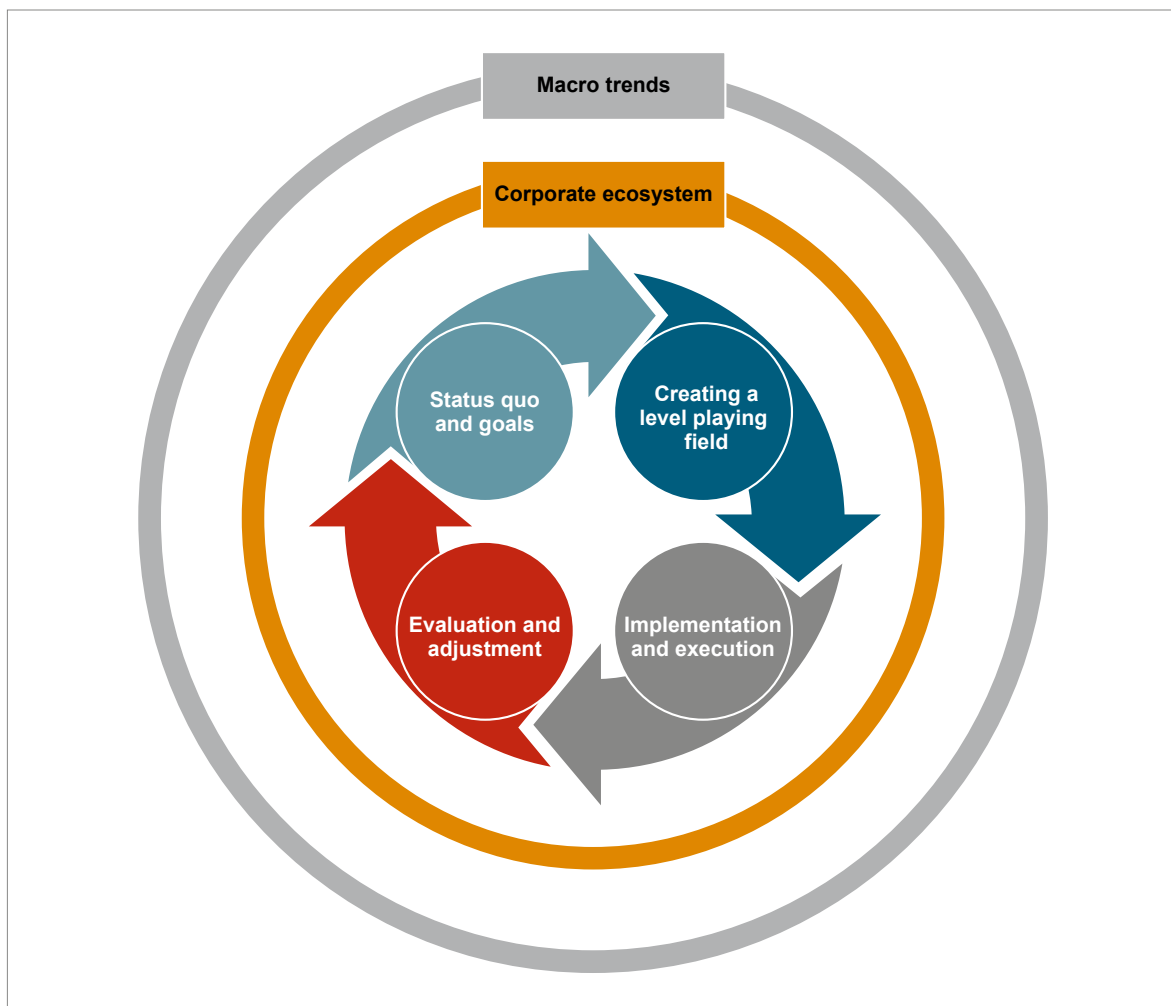 Macro trends
Corporate ecosystem
Status quo
and goals
Creating a
level playing
field
Evaluation and
adjustment
Implementation
and execution